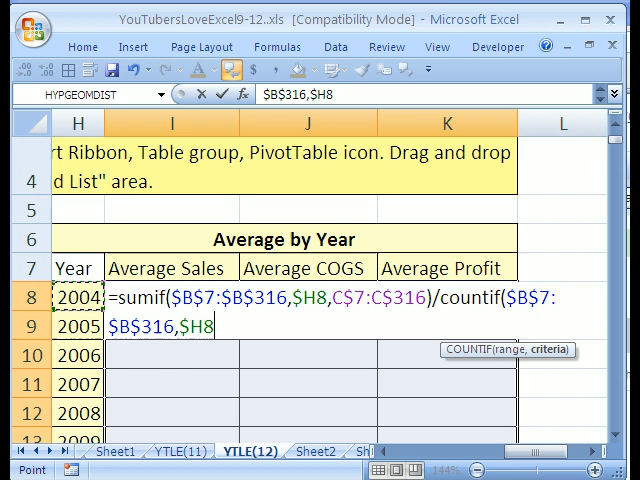 YouTubersLoveExcel9-12..xls [Compatibility Mode] - Microsoft Excel
Home Insert Page Layout Formulas Data Review View Developer
HYPGEOMDIST $B$316,$H8
H I J K L
rt Ribbon, Table group, PivotTable icon. Drag and drop
4 d List" area.
5
6 Average by Year
7 Year Average Sales Average COGS Average Profit
8 2004 =sumif($B$7:$B$316,$H8,C$7:C$316)/countif($B$7:
9 2005 $B$316,$H8
10 2006 COUNTIF(range, criteria)
11 2007
12 2008
13 2009
Sheet1 YTLE(11) YTLE(12) Sheet2 Sh
Point 144%